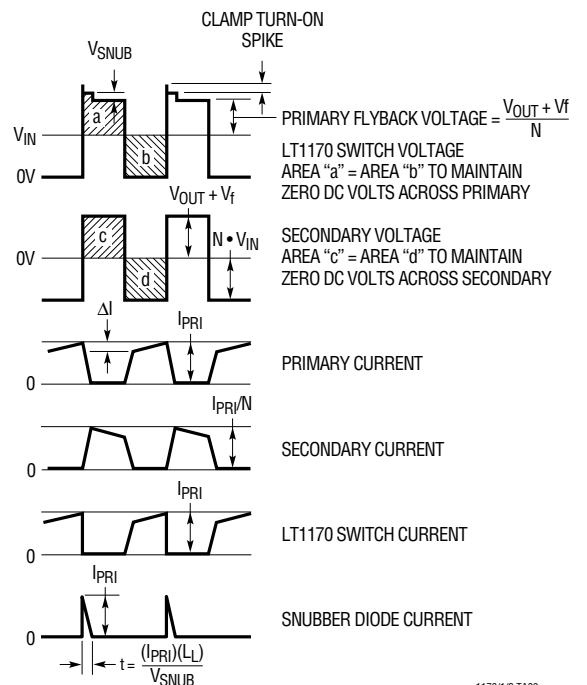 CLAMP TURN-ON
SPIKE
VSNUB
a
PRIMARY FLYBACK VOLTAGE = VOUT + Vf
N
VIN
LT1170 SWITCH VOLTAGE
AREA “a” = AREA “b” TO MAINTAIN
ZERO DC VOLTS ACROSS PRIMARY
b
0V
VOUT + Vf
c
N • VIN
SECONDARY VOLTAGE
AREA “c” = AREA “d” TO MAINTAIN
ZERO DC VOLTS ACROSS SECONDARY
0V
d
ΔI
IPRI
PRIMARY CURRENT
0
IPRI/N
SECONDARY CURRENT
0
IPRI
LT1170 SWITCH CURRENT
0
IPRI
SNUBBER DIODE CURRENT
0
t = (IPRI)(LL)
VSNUB